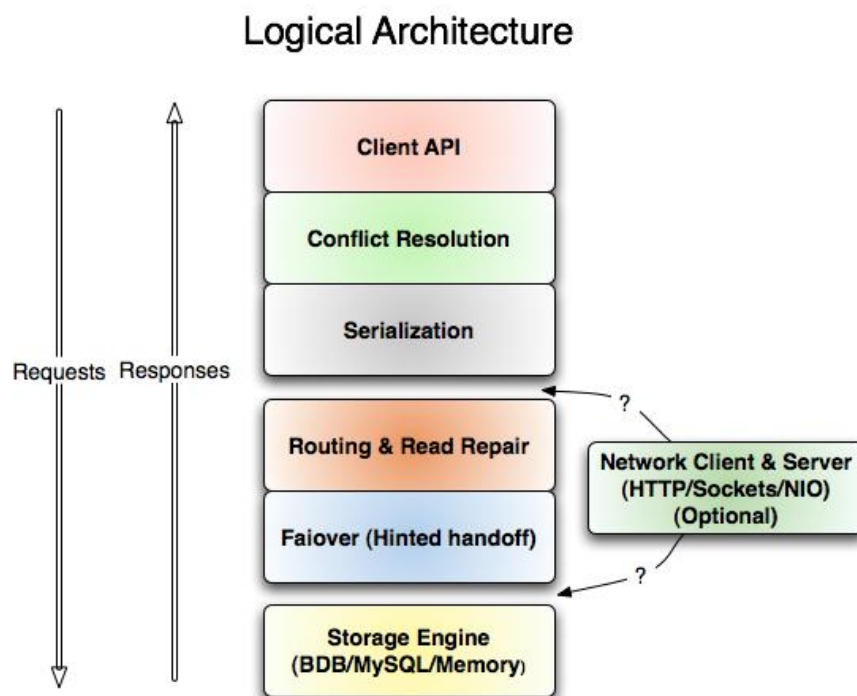 Logical Architecture
Client API
Conflict Resolution
Serialization
Requests
Responses
?
Routing & Read Repair
Network Client & Server
(HTTP/Sockets/NIO)
(Optional)
Faiover (Hinted handoff)
?
Storage Engine
(BDB/MySQL/Memory)